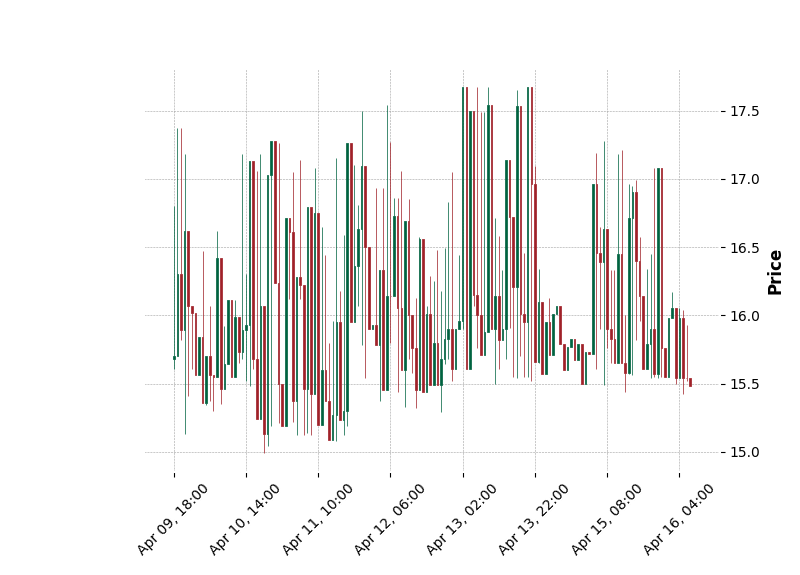 17.5
17.0
16.5
16.0
15.5
15.0
Price
Apr 09, 18:00
Apr 10, 14:00
Apr 11, 10:00
Apr 12, 06:00
Apr 13, 02:00
Apr 13, 22:00
Apr 15, 08:00
Apr 16, 04:00